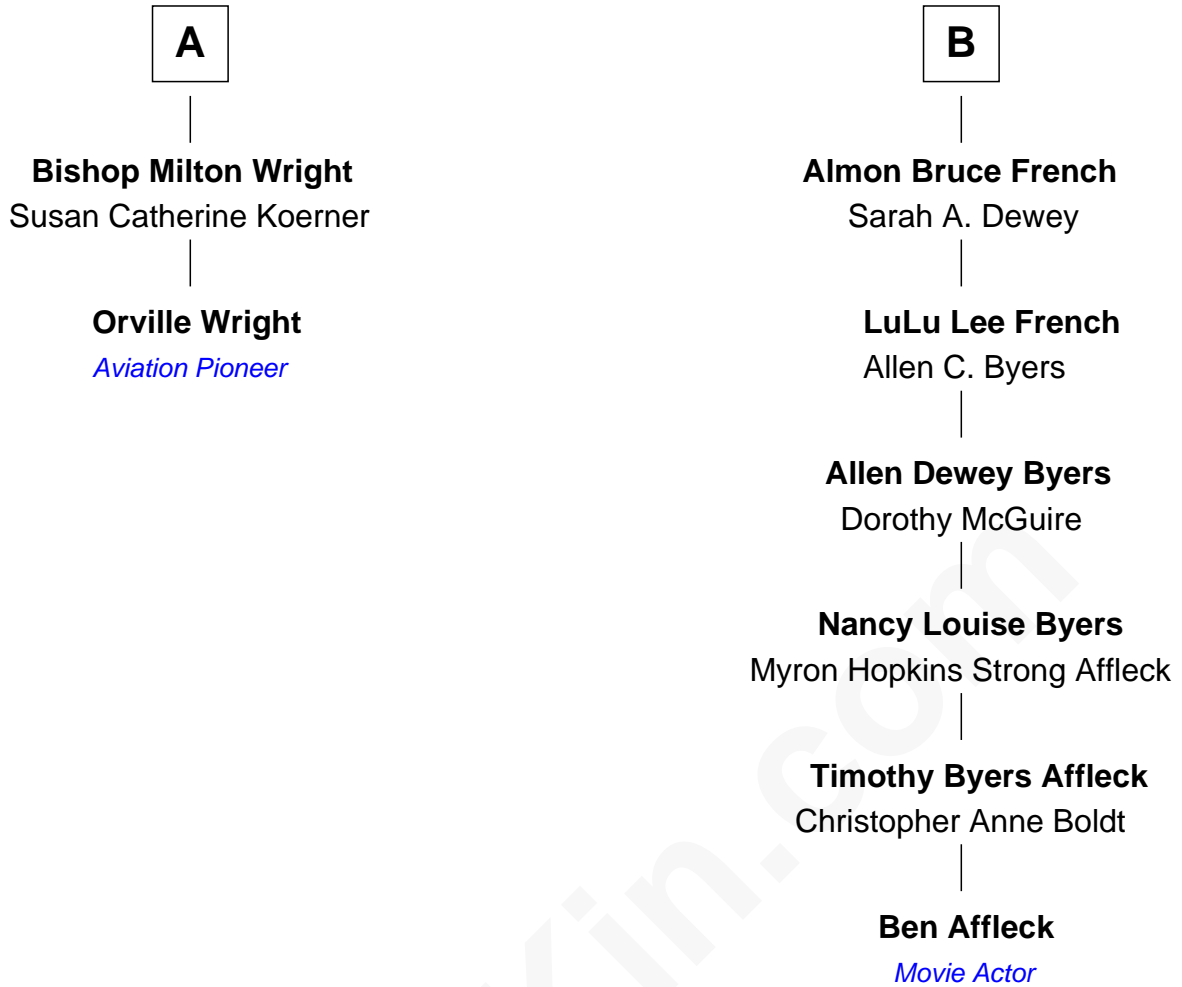 A
Bishop Milton Wright
Susan Catherine Koerner
Orville Wright
Aviation Pioneer
B
Almon Bruce French
Sarah A. Dewey
LuLu Lee French
Allen C. Byers
Allen Dewey Byers
Dorothy McGuire
Nancy Louise Byers
Myron Hopkins Strong Affleck
Timothy Byers Affleck
Christopher Anne Boldt
Ben Affleck
Movie Actor